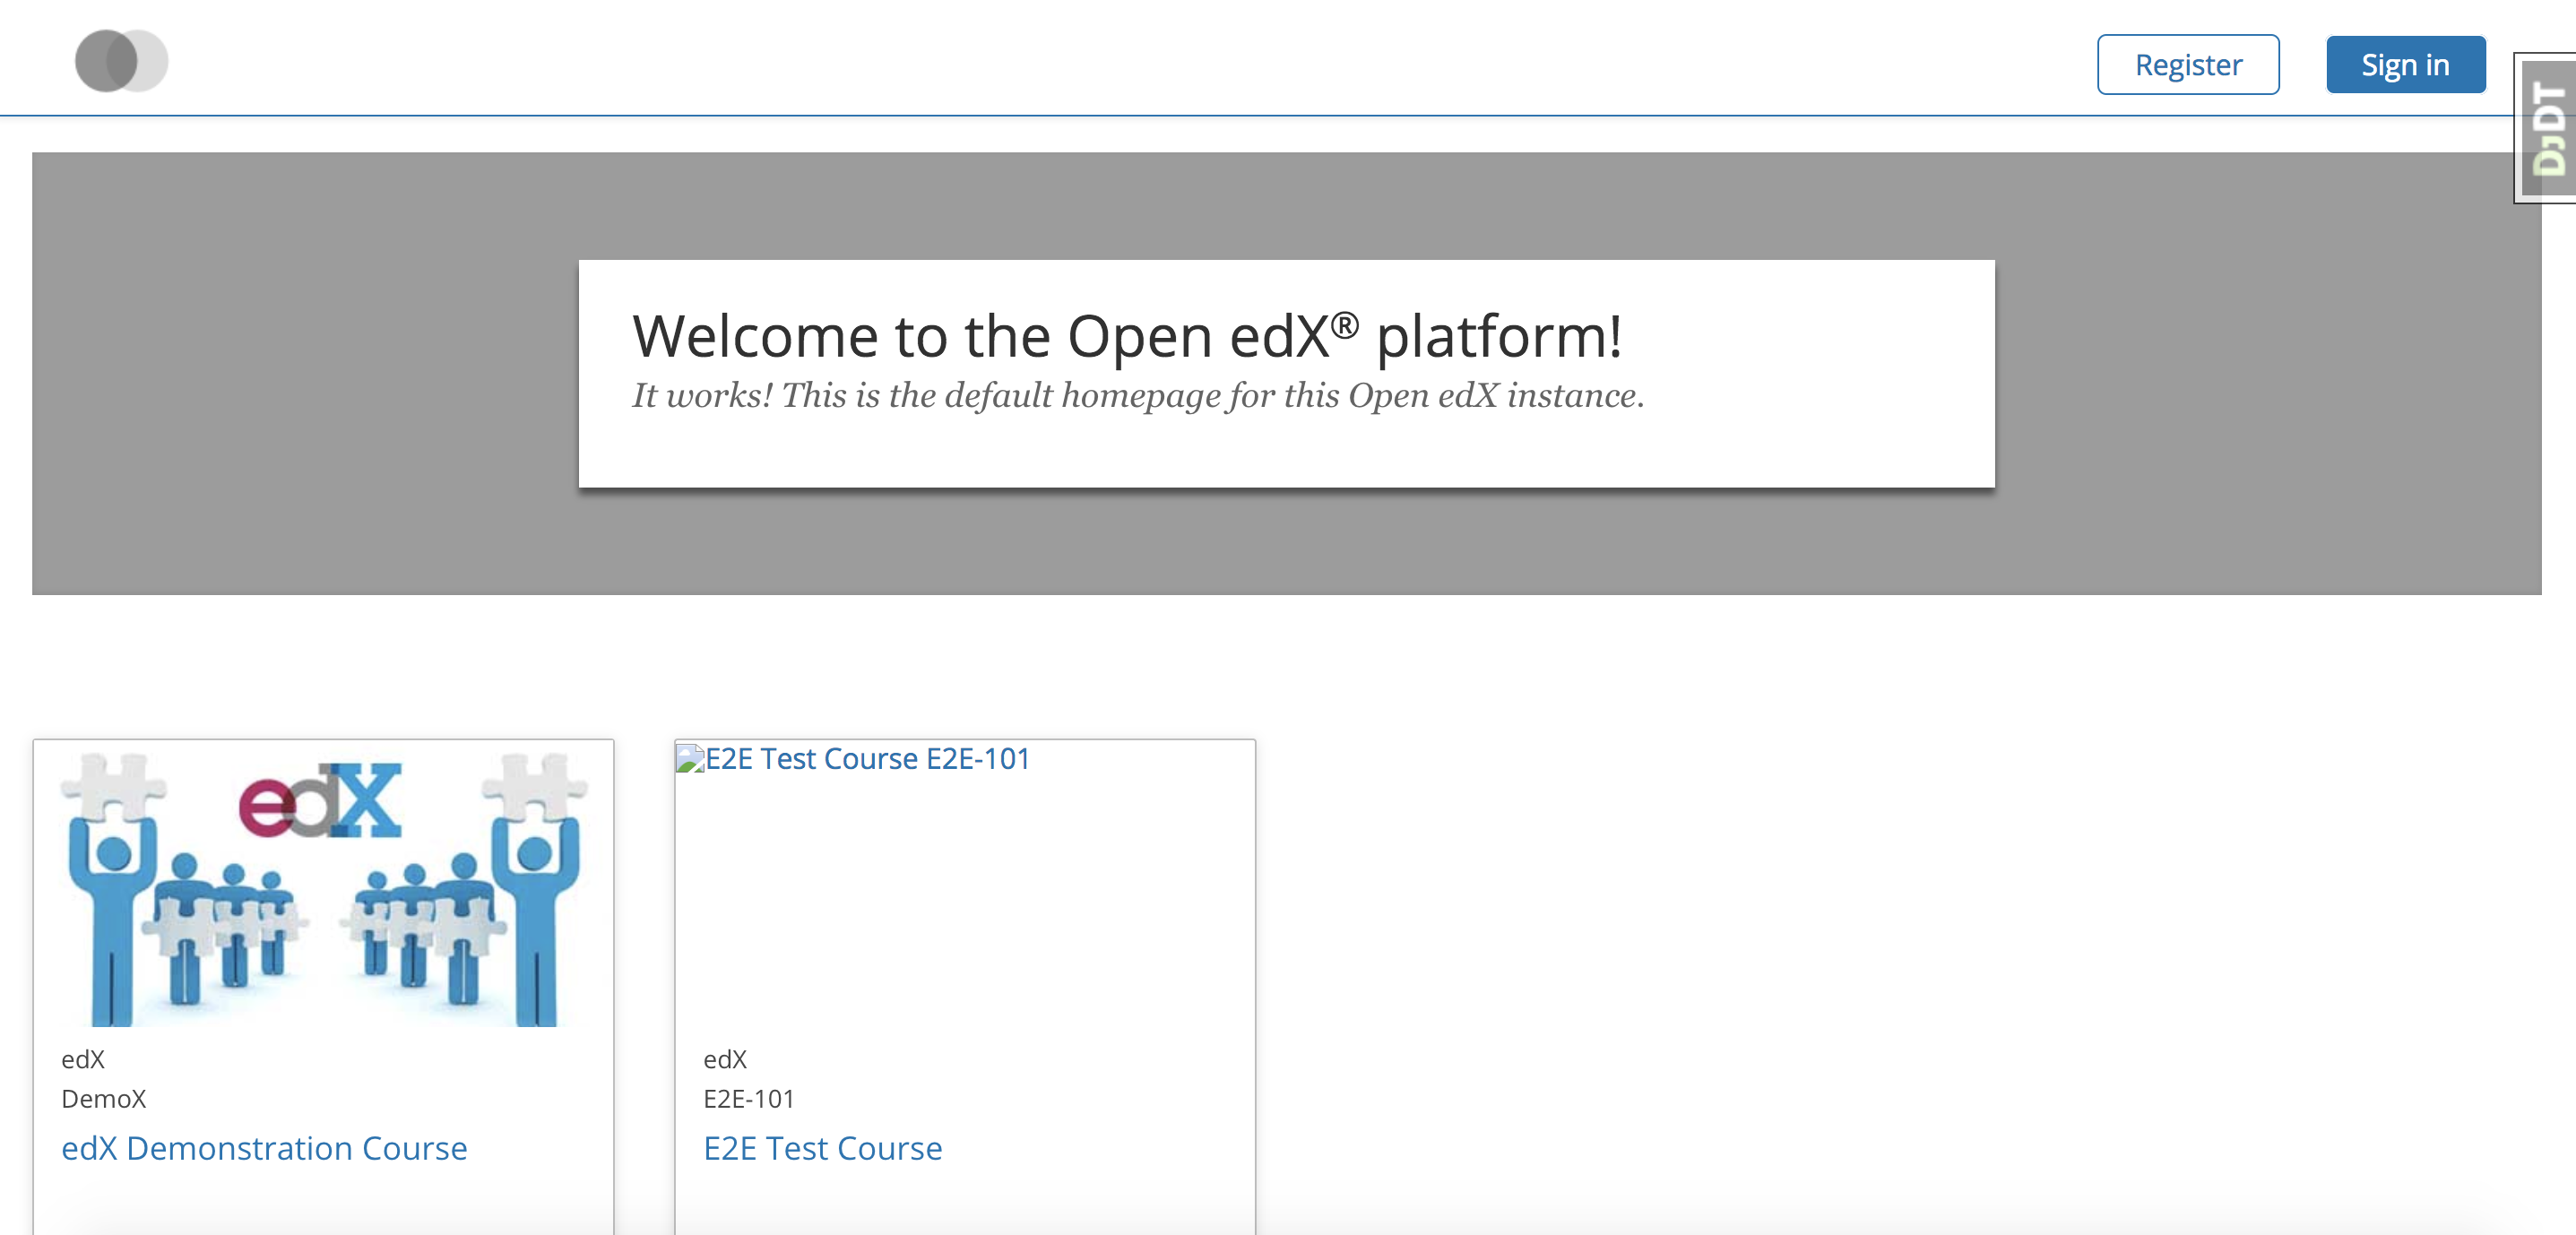 Register
Sign in
DjDT
Welcome to the Open edX® platform!
It works! This is the default homepage for this Open edX instance.
edX
E2E Test Course E2E-101
edX
DemoX
edX Demonstration Course
edX
E2E-101
E2E Test Course